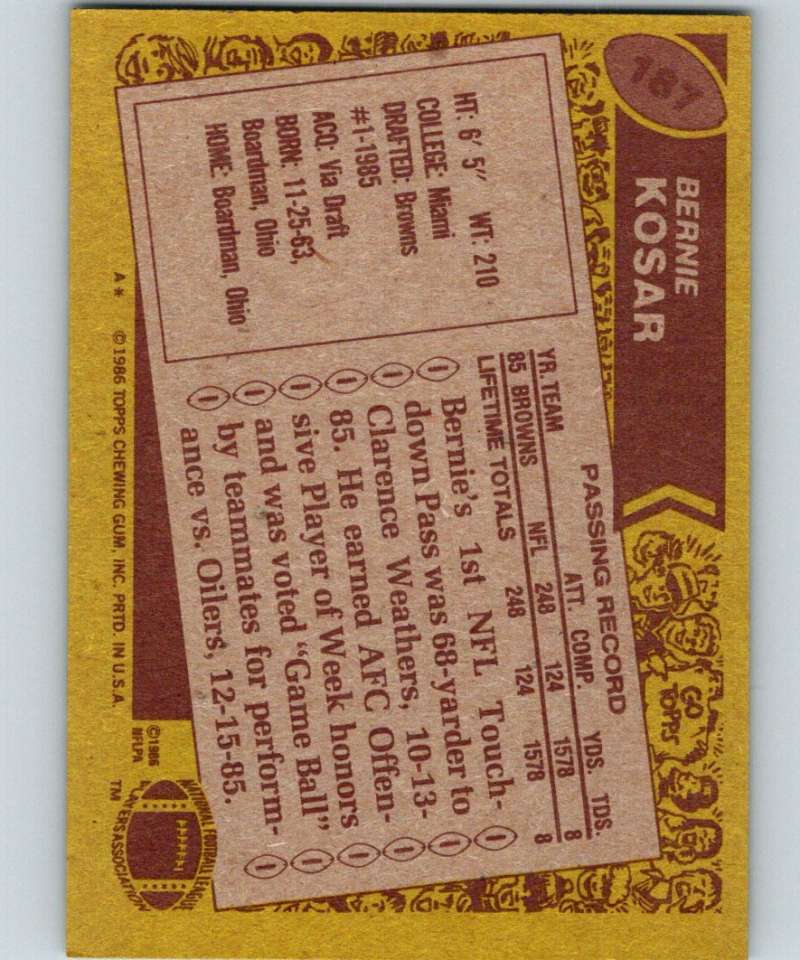 187
BERNIE
KOSAR
HT: 6' 5" WT: 210
COLLEGE: Miami
DRAFTED: Browns
#1-1985
ACQ: Via Draft
BORN: 11-25-63,
Boardman, Ohio
HOME: Boardman, Ohio
PASSING RECORD
YR. TEAM NFL ATT. COMP. YDS. TDS.
85 BROWNS 248 124 1578 8
LIFETIME TOTALS 248 124 1578 8
Bernie's 1st NFL Touch-
down Pass was 68-yarder to
Clarence Weathers, 10-13-
85. He earned AFC Offen-
sive Player of Week honors
and was voted "Game Ball"
by teammates for perform-
ance vs. Oilers, 12-15-85.
GO
TOPPS
A* ©1986 TOPPS CHEWING GUM, INC. PRTD. IN U.S.A.
©1986
NFLPA
NATIONAL FOOTBALL LEAGUE
PLAYERS ASSOCIATION
TM